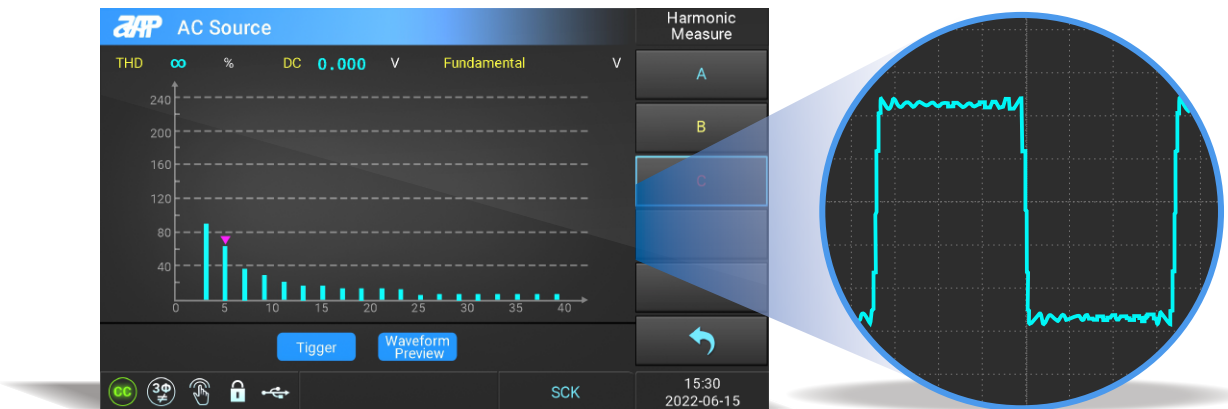 AAP AC Source
Harmonic
Measure
THD ∞ % DC 0.000 V Fundamental V
A
B
C
240
200
160
120
80
40
0 5 10 15 20 25 30 35 40
Tigger
Waveform
Preview
CC
3Φ
≠
SCK
15:30
2022-06-15